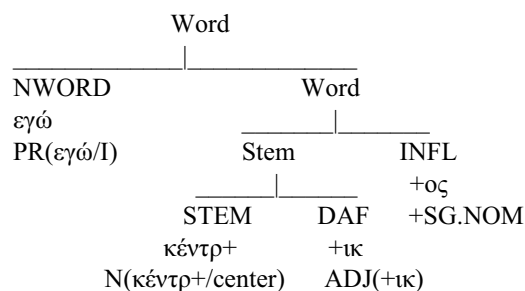 Word
NWORD Word
εγώ
PR(εγώ/I) Stem INFL
+ος
STEM DAF +SG.NOM
κέντρ+ +ικ
N(κέντρ+/center) ADJ(+ικ)